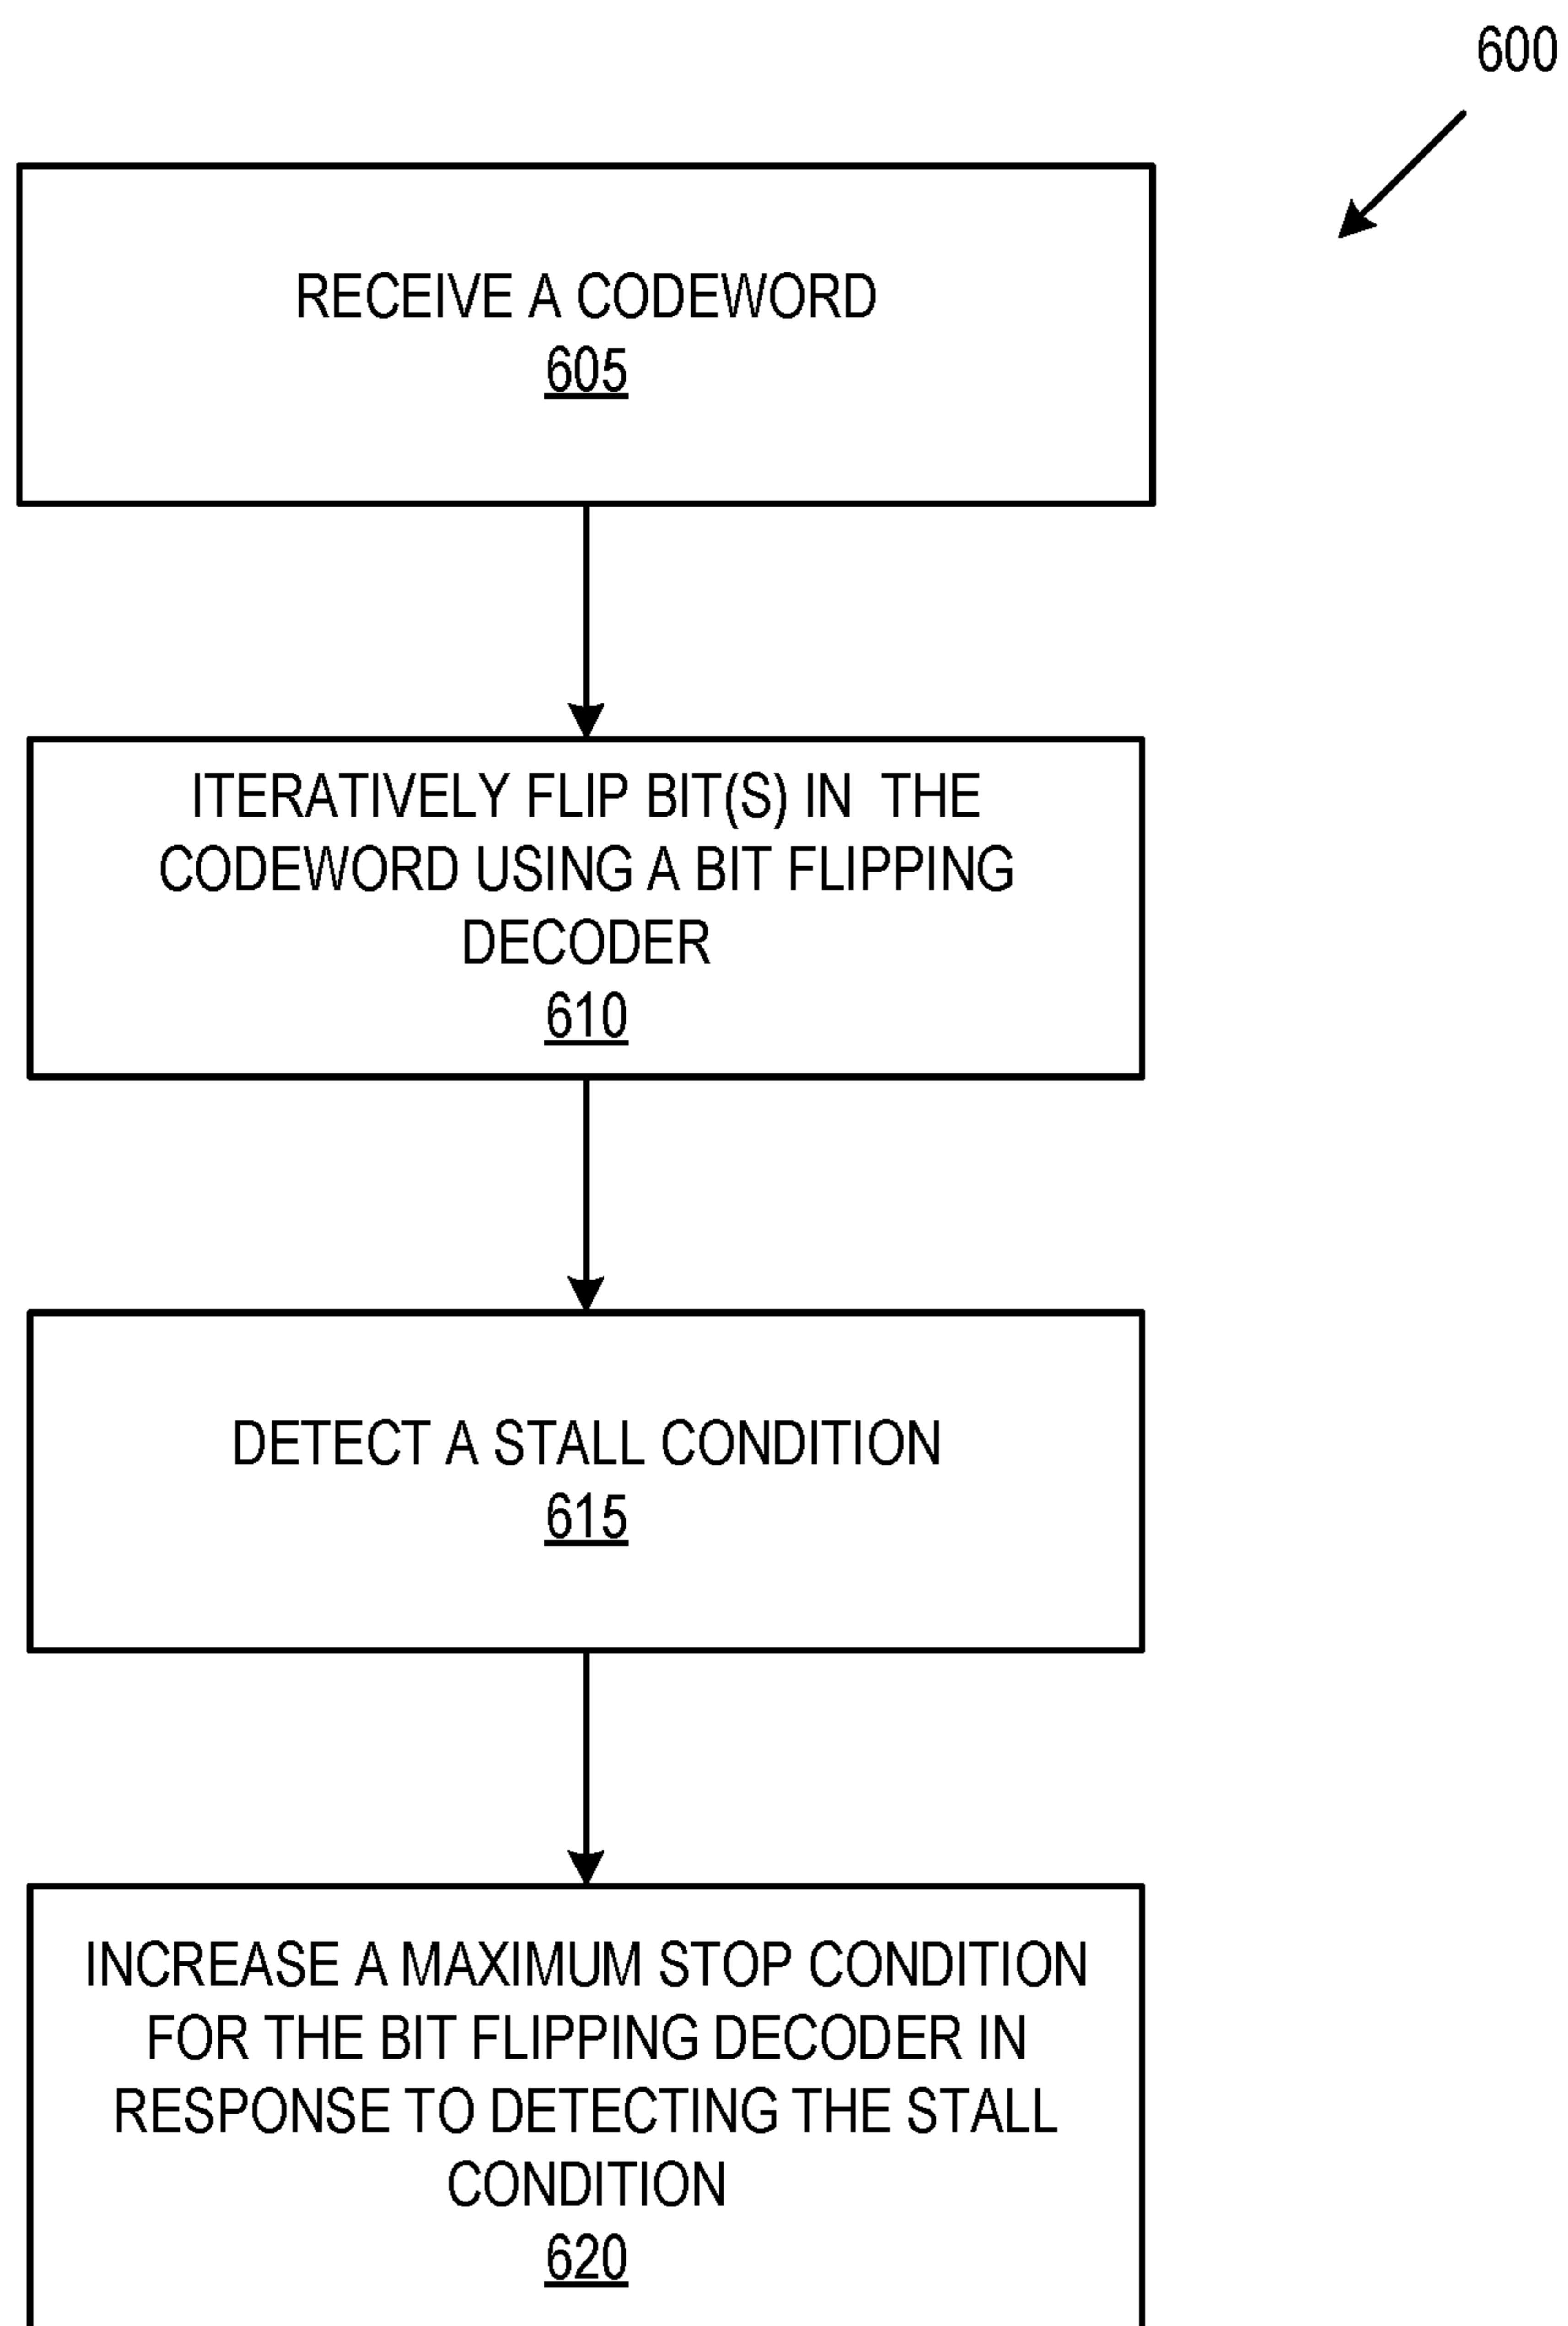 600
RECEIVE A CODEWORD
605
ITERATIVELY FLIP BIT(S) IN THE
CODEWORD USING A BIT FLIPPING
DECODER
610
DETECT A STALL CONDITION
615
INCREASE A MAXIMUM STOP CONDITION
FOR THE BIT FLIPPING DECODER IN
RESPONSE TO DETECTING THE STALL
CONDITION
620